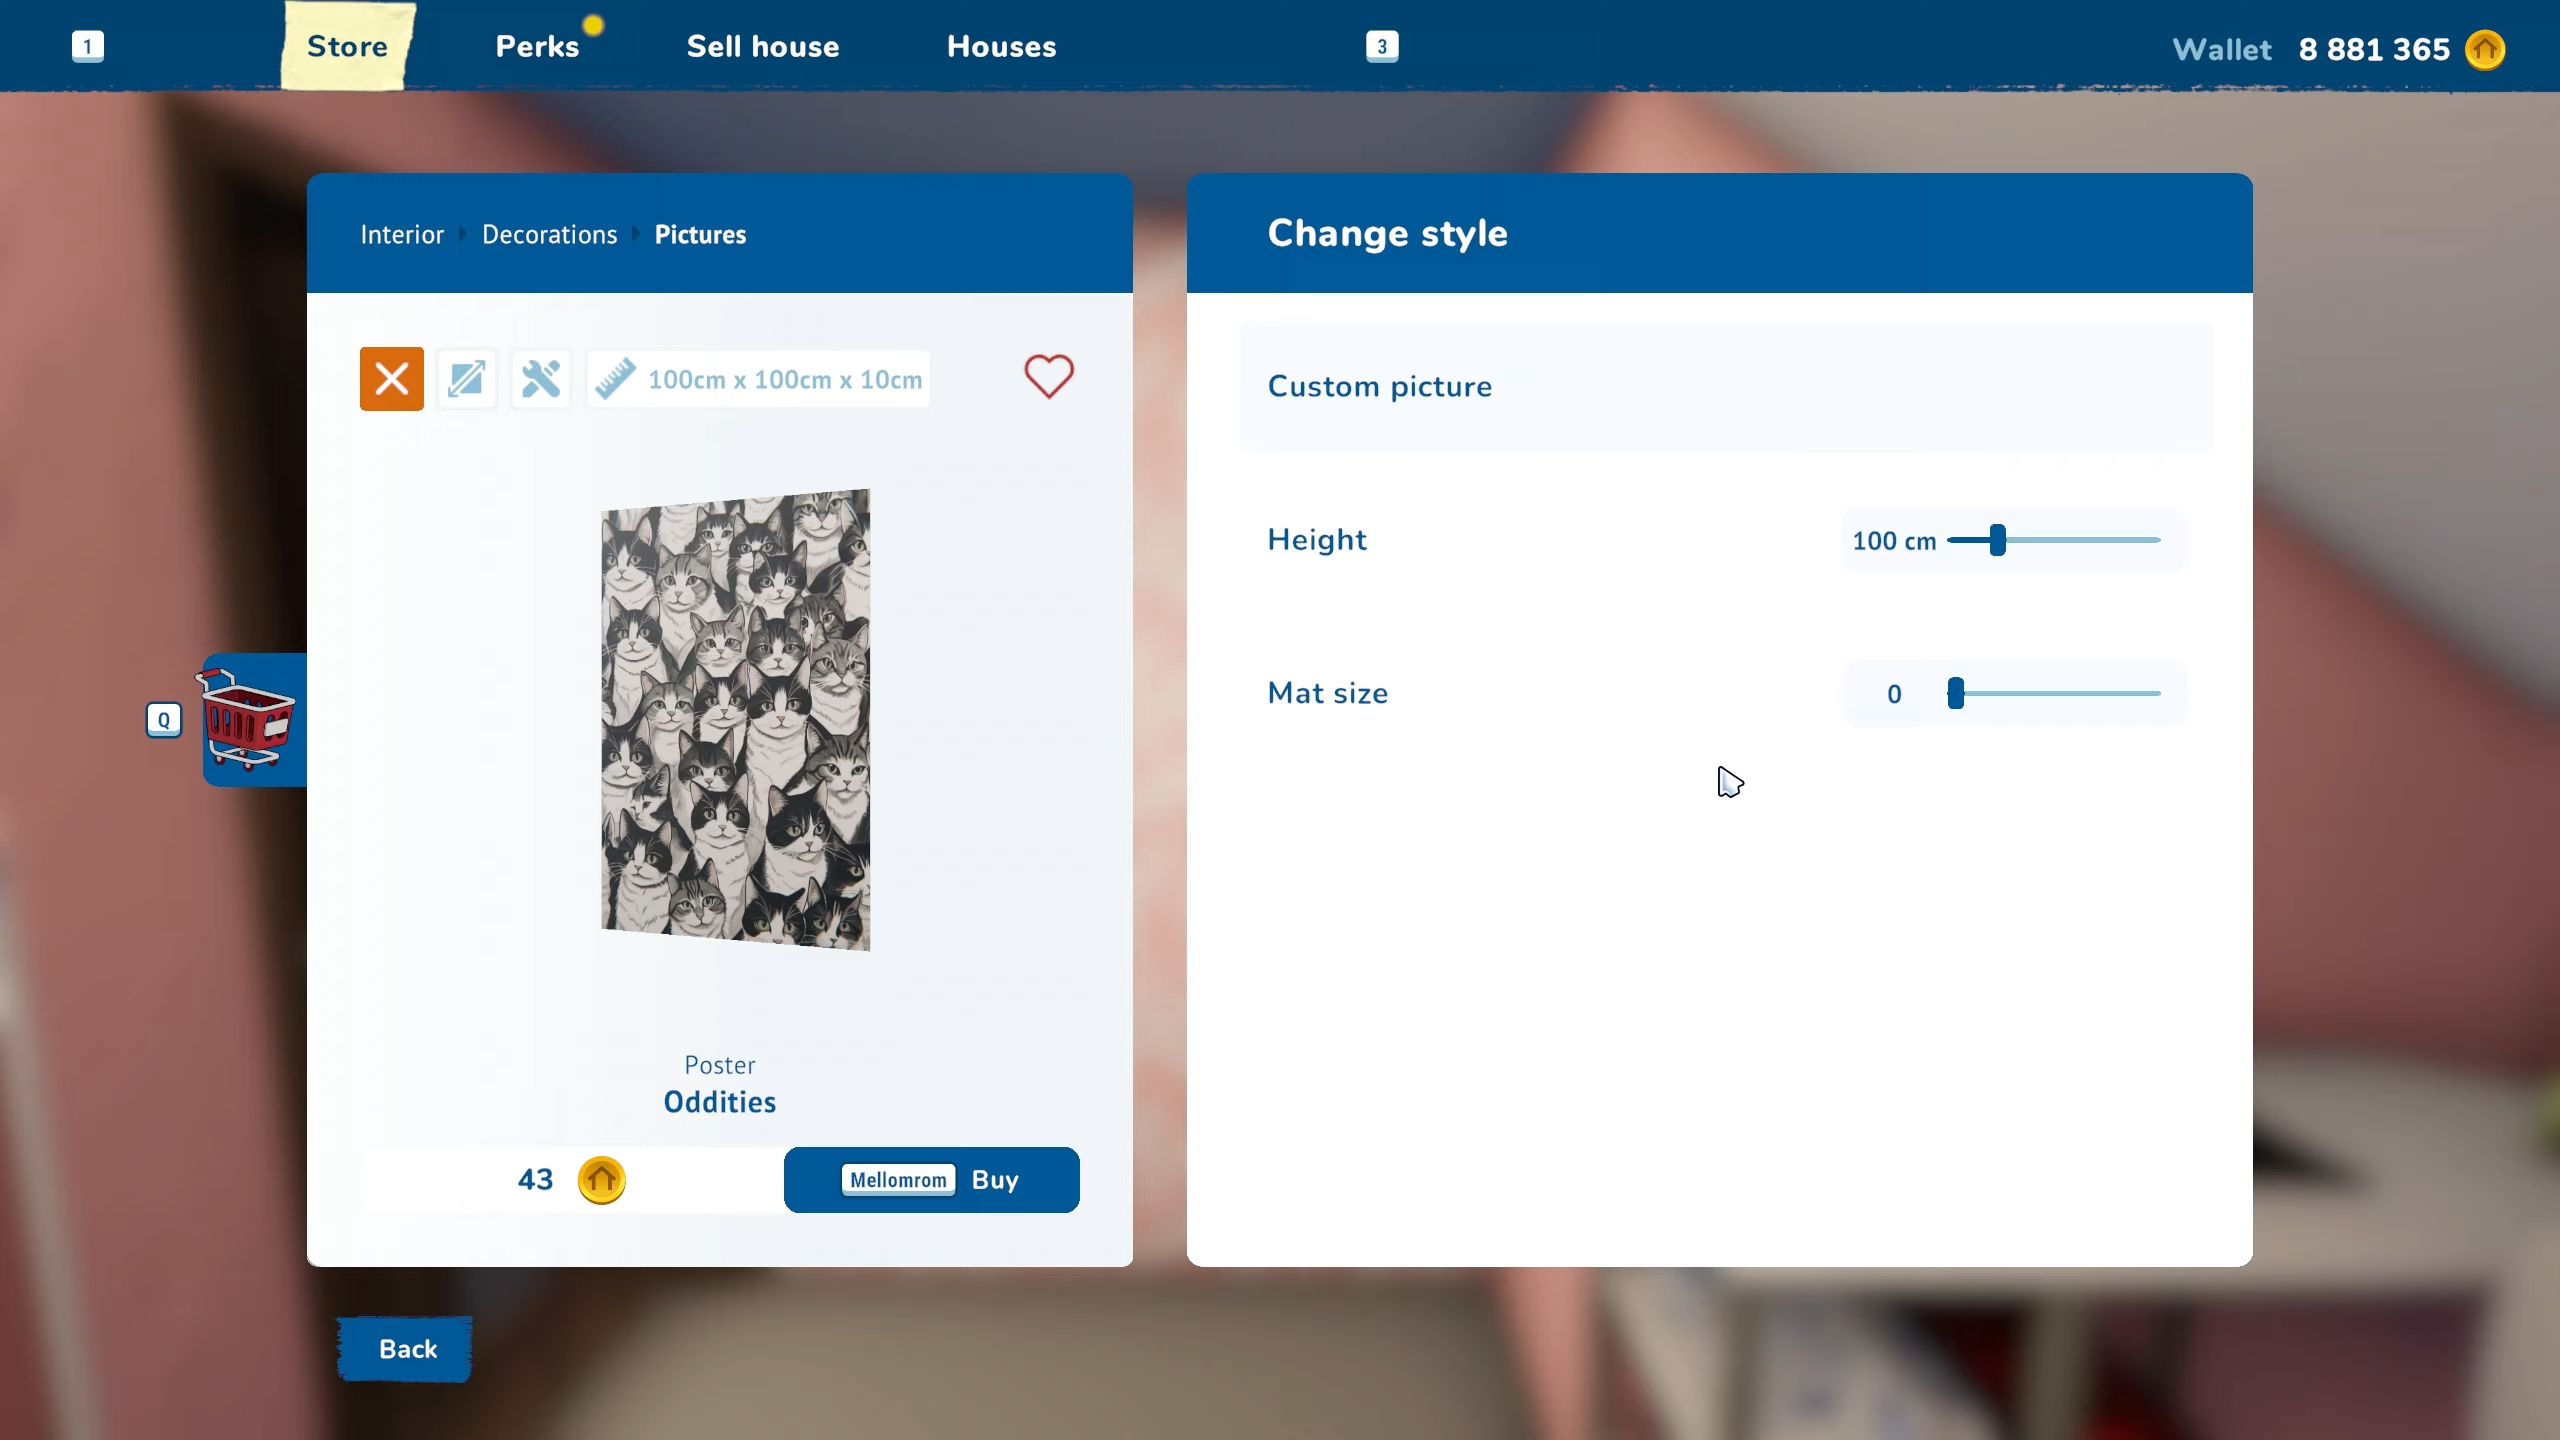 1
Store
Perks
Sell house
Houses
3
Wallet 8 881 365
Interior Decorations Pictures
100cm x 100cm x 10cm
Poster
Oddities
43
Mellomrom Buy
Q
Back
Change style
Custom picture
Height 100 cm
Mat size 0